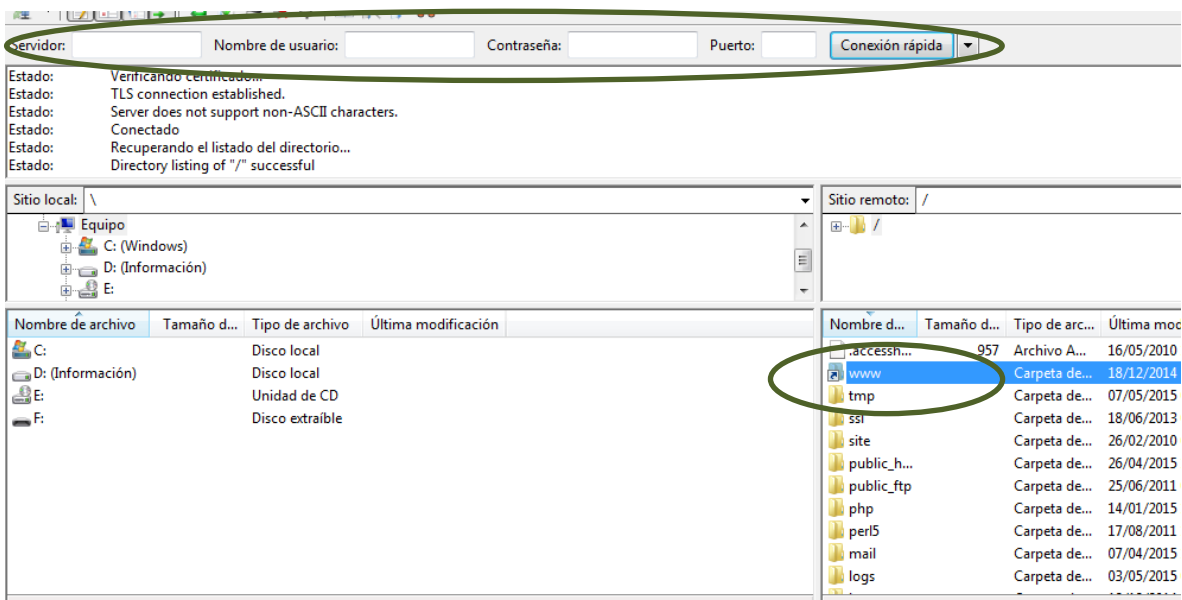 Servidor: Nombre de usuario: Contraseña: Puerto: Conexión rápida
Estado: Verificando certificado...
Estado: TLS connection established.
Estado: Server does not support non-ASCII characters.
Estado: Conectado
Estado: Recuperando el listado del directorio...
Estado: Directory listing of "/" successful
Sitio local: \
Equipo
C: (Windows)
D: (Información)
E:
Sitio remoto: /
/
Nombre de archivo Tamaño d... Tipo de archivo Última modificación
C: Disco local
D: (Información) Disco local
E: Unidad de CD
F: Disco extraíble
Nombre d... Tamaño d... Tipo de arc... Última mod
.accessh... 957 Archivo A... 16/05/2010
www Carpeta de... 18/12/2014
tmp Carpeta de... 07/05/2015
ssl Carpeta de... 18/06/2013
site Carpeta de... 26/02/2010
public_h... Carpeta de... 26/04/2015
public_ftp Carpeta de... 25/06/2011
php Carpeta de... 14/01/2015
perl5 Carpeta de... 17/08/2011
mail Carpeta de... 07/04/2015
logs Carpeta de... 03/05/2015